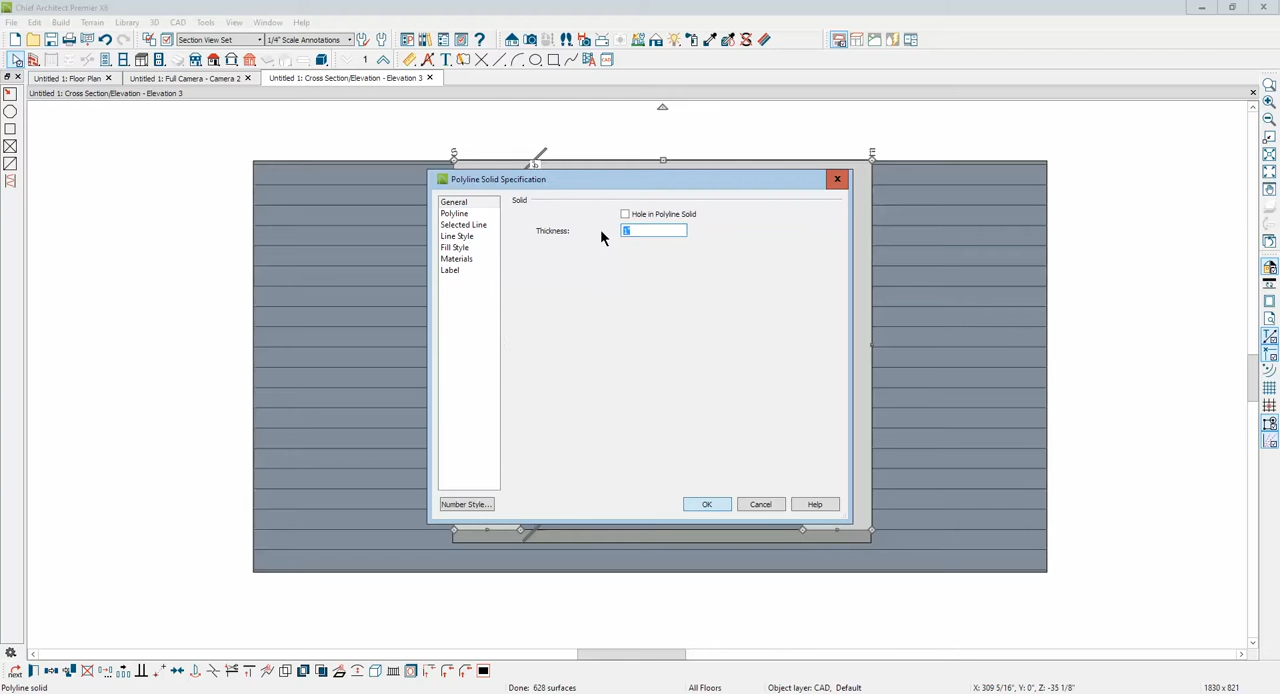 Chief Architect Premier X6
File Edit Build Terrain Library 3D CAD Tools View Window Help
Section View Set 1/4" Scale Annotations
Untitled 1: Floor Plan Untitled 1: Full Camera - Camera 2 Untitled 1: Cross Section/Elevation - Elevation 3
Untitled 1: Cross Section/Elevation - Elevation 3
Polyline Solid Specification
General
Solid
Polyline
Hole in Polyline Solid
Selected Line
Thickness: 1"
Line Style
Fill Style
Materials
Label
Number Style... OK Cancel Help
next
Polyline solid Done: 628 surfaces All Floors Object layer: CAD, Default X: 309 5/16", Y: 0", Z: -35 1/8" 1830 x 821